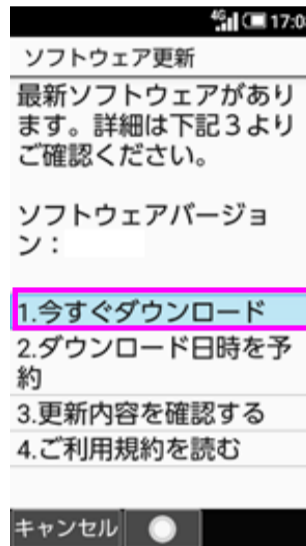 4G 17:0
ソフトウェア更新
最新ソフトウェアがあり
ます。詳細は下記３より
ご確認ください。
ソフトウェアバージョ
ン：
1.今すぐダウンロード
2.ダウンロード日時を予
約
3.更新内容を確認する
4.ご利用規約を読む
キャンセル